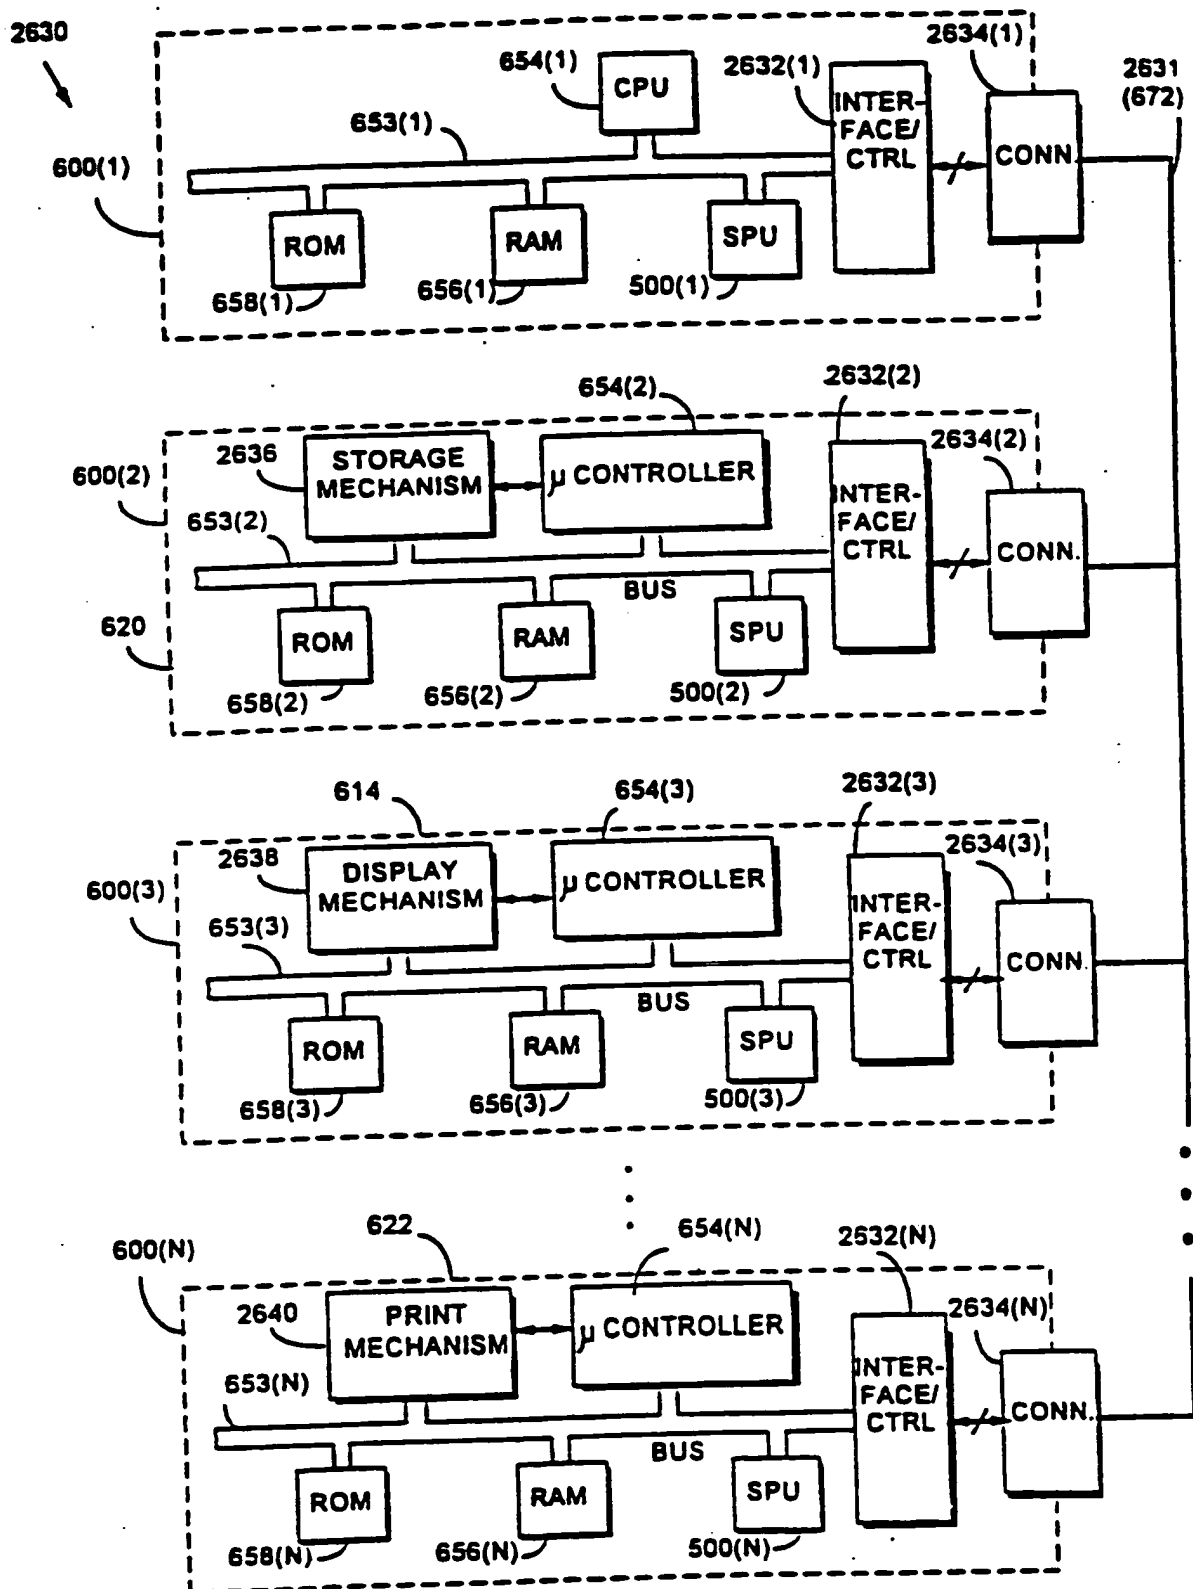 2630
2634(1)
654(1)
2632(1)
2631
(672)
CPU
INTER-
FACE/
CTRL
653(1)
CONN.
600(1)
ROM
RAM
SPU
658(1)
656(1)
500(1)
654(2)
2632(2)
2634(2)
2636
STORAGE
MECHANISM
μ CONTROLLER
600(2)
INTER-
FACE/
CTRL
653(2)
CONN.
BUS
620
ROM
RAM
SPU
658(2)
656(2)
500(2)
614
654(3)
2632(3)
2634(3)
2638
DISPLAY
MECHANISM
μ CONTROLLER
600(3)
INTER-
FACE/
CTRL
653(3)
CONN.
BUS
ROM
RAM
SPU
658(3)
656(3)
500(3)
622
654(N)
2632(N)
600(N)
2634(N)
2640
PRINT
MECHANISM
μ CONTROLLER
INTER-
FACE/
CTRL
653(N)
CONN.
BUS
ROM
RAM
SPU
658(N)
656(N)
500(N)